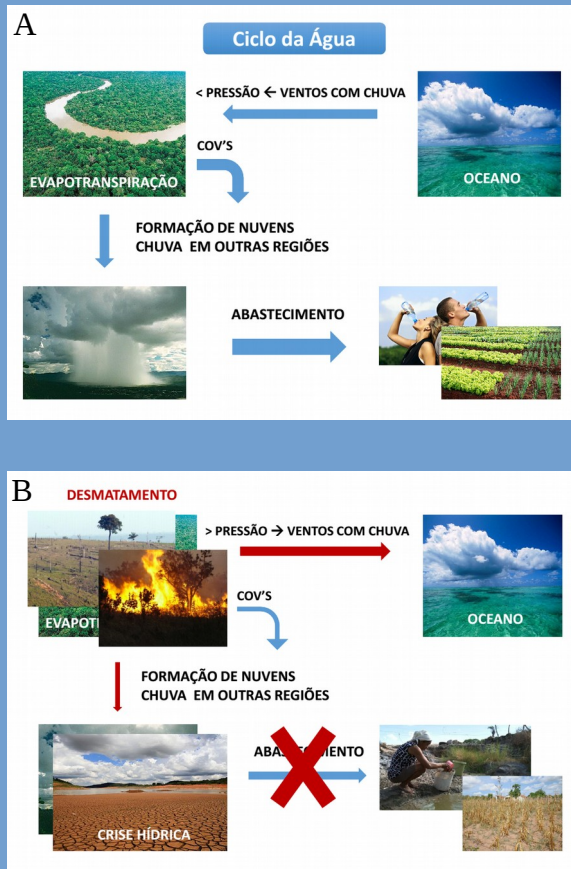 A
Ciclo da Água
< PRESSÃO ← VENTOS COM CHUVA
COV'S
EVAPOTRANSPIRAÇÃO
OCEANO
FORMAÇÃO DE NUVENS
CHUVA EM OUTRAS REGIÕES
ABASTECIMENTO
B
DESMATAMENTO
> PRESSÃO → VENTOS COM CHUVA
COV'S
OCEANO
FORMAÇÃO DE NUVENS
CHUVA EM OUTRAS REGIÕES
CRISE HÍDRICA